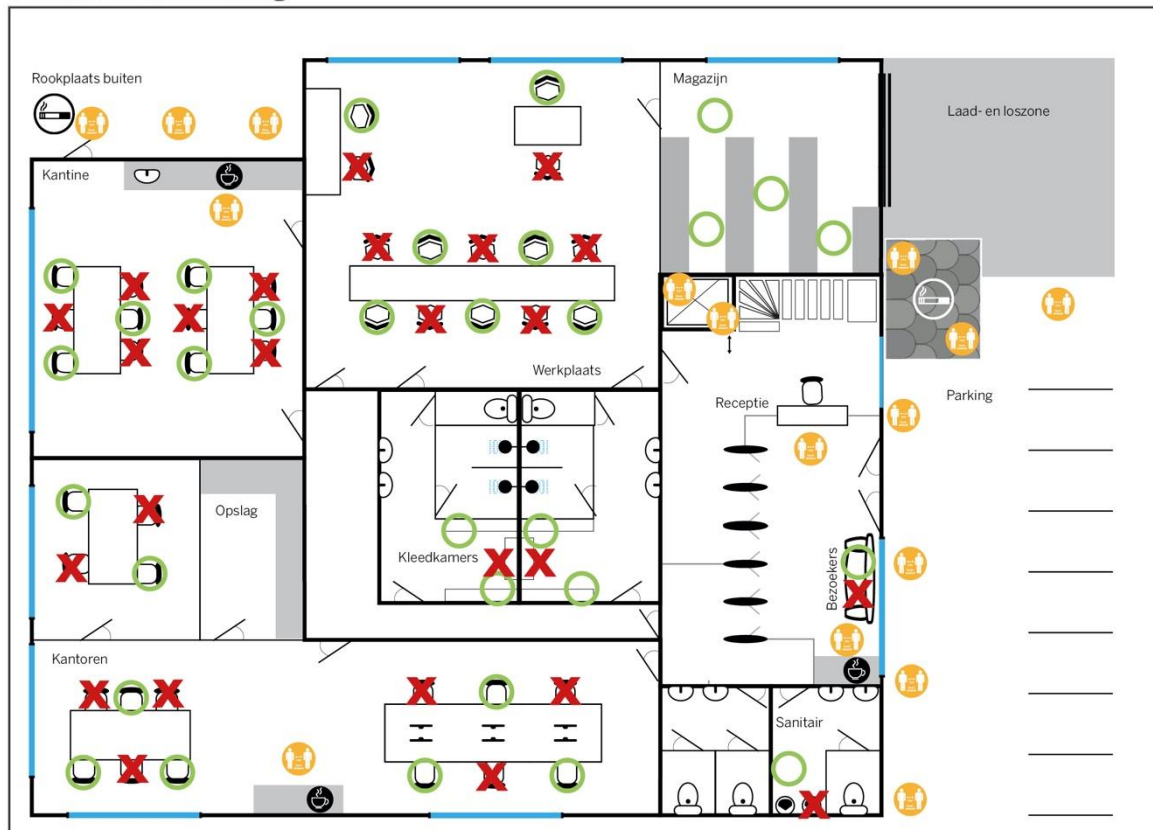 Rookplaats buiten
Magazijn
Laad- en loszone
Kantine
Werkplaats
Receptie
Parking
Opslag
Kleedkamers
Bezoekers
Kantoren
Sanitair